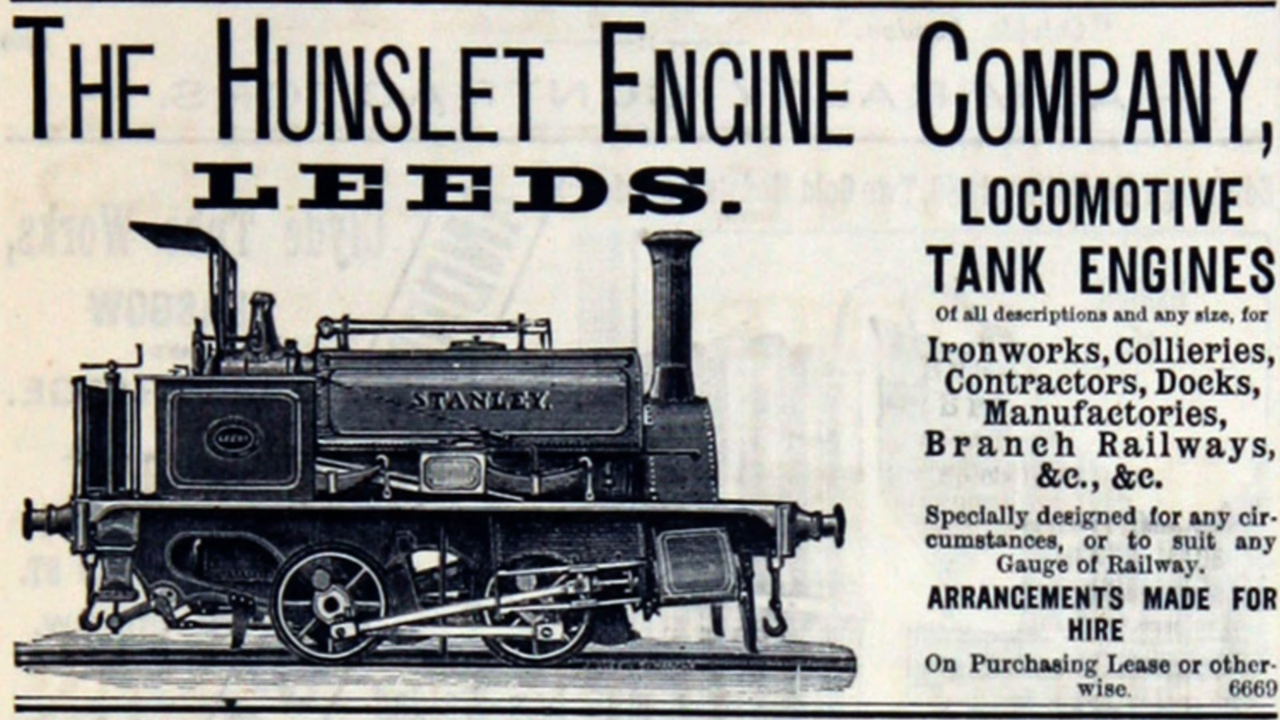 THE HUNSLET ENGINE COMPANY,
LEEDS.
LOCOMOTIVE
TANK ENGINES
Of all descriptions and any size, for
Ironworks, Collieries,
Contractors, Docks,
Manufactories,
Branch Railways,
&c., &c.
Specially designed for any cir-
cumstances, or to suit any
Gauge of Railway.
ARRANGEMENTS MADE FOR
HIRE
On Purchasing Lease or other-
wise. 6669
STANLEY.
LEEDS